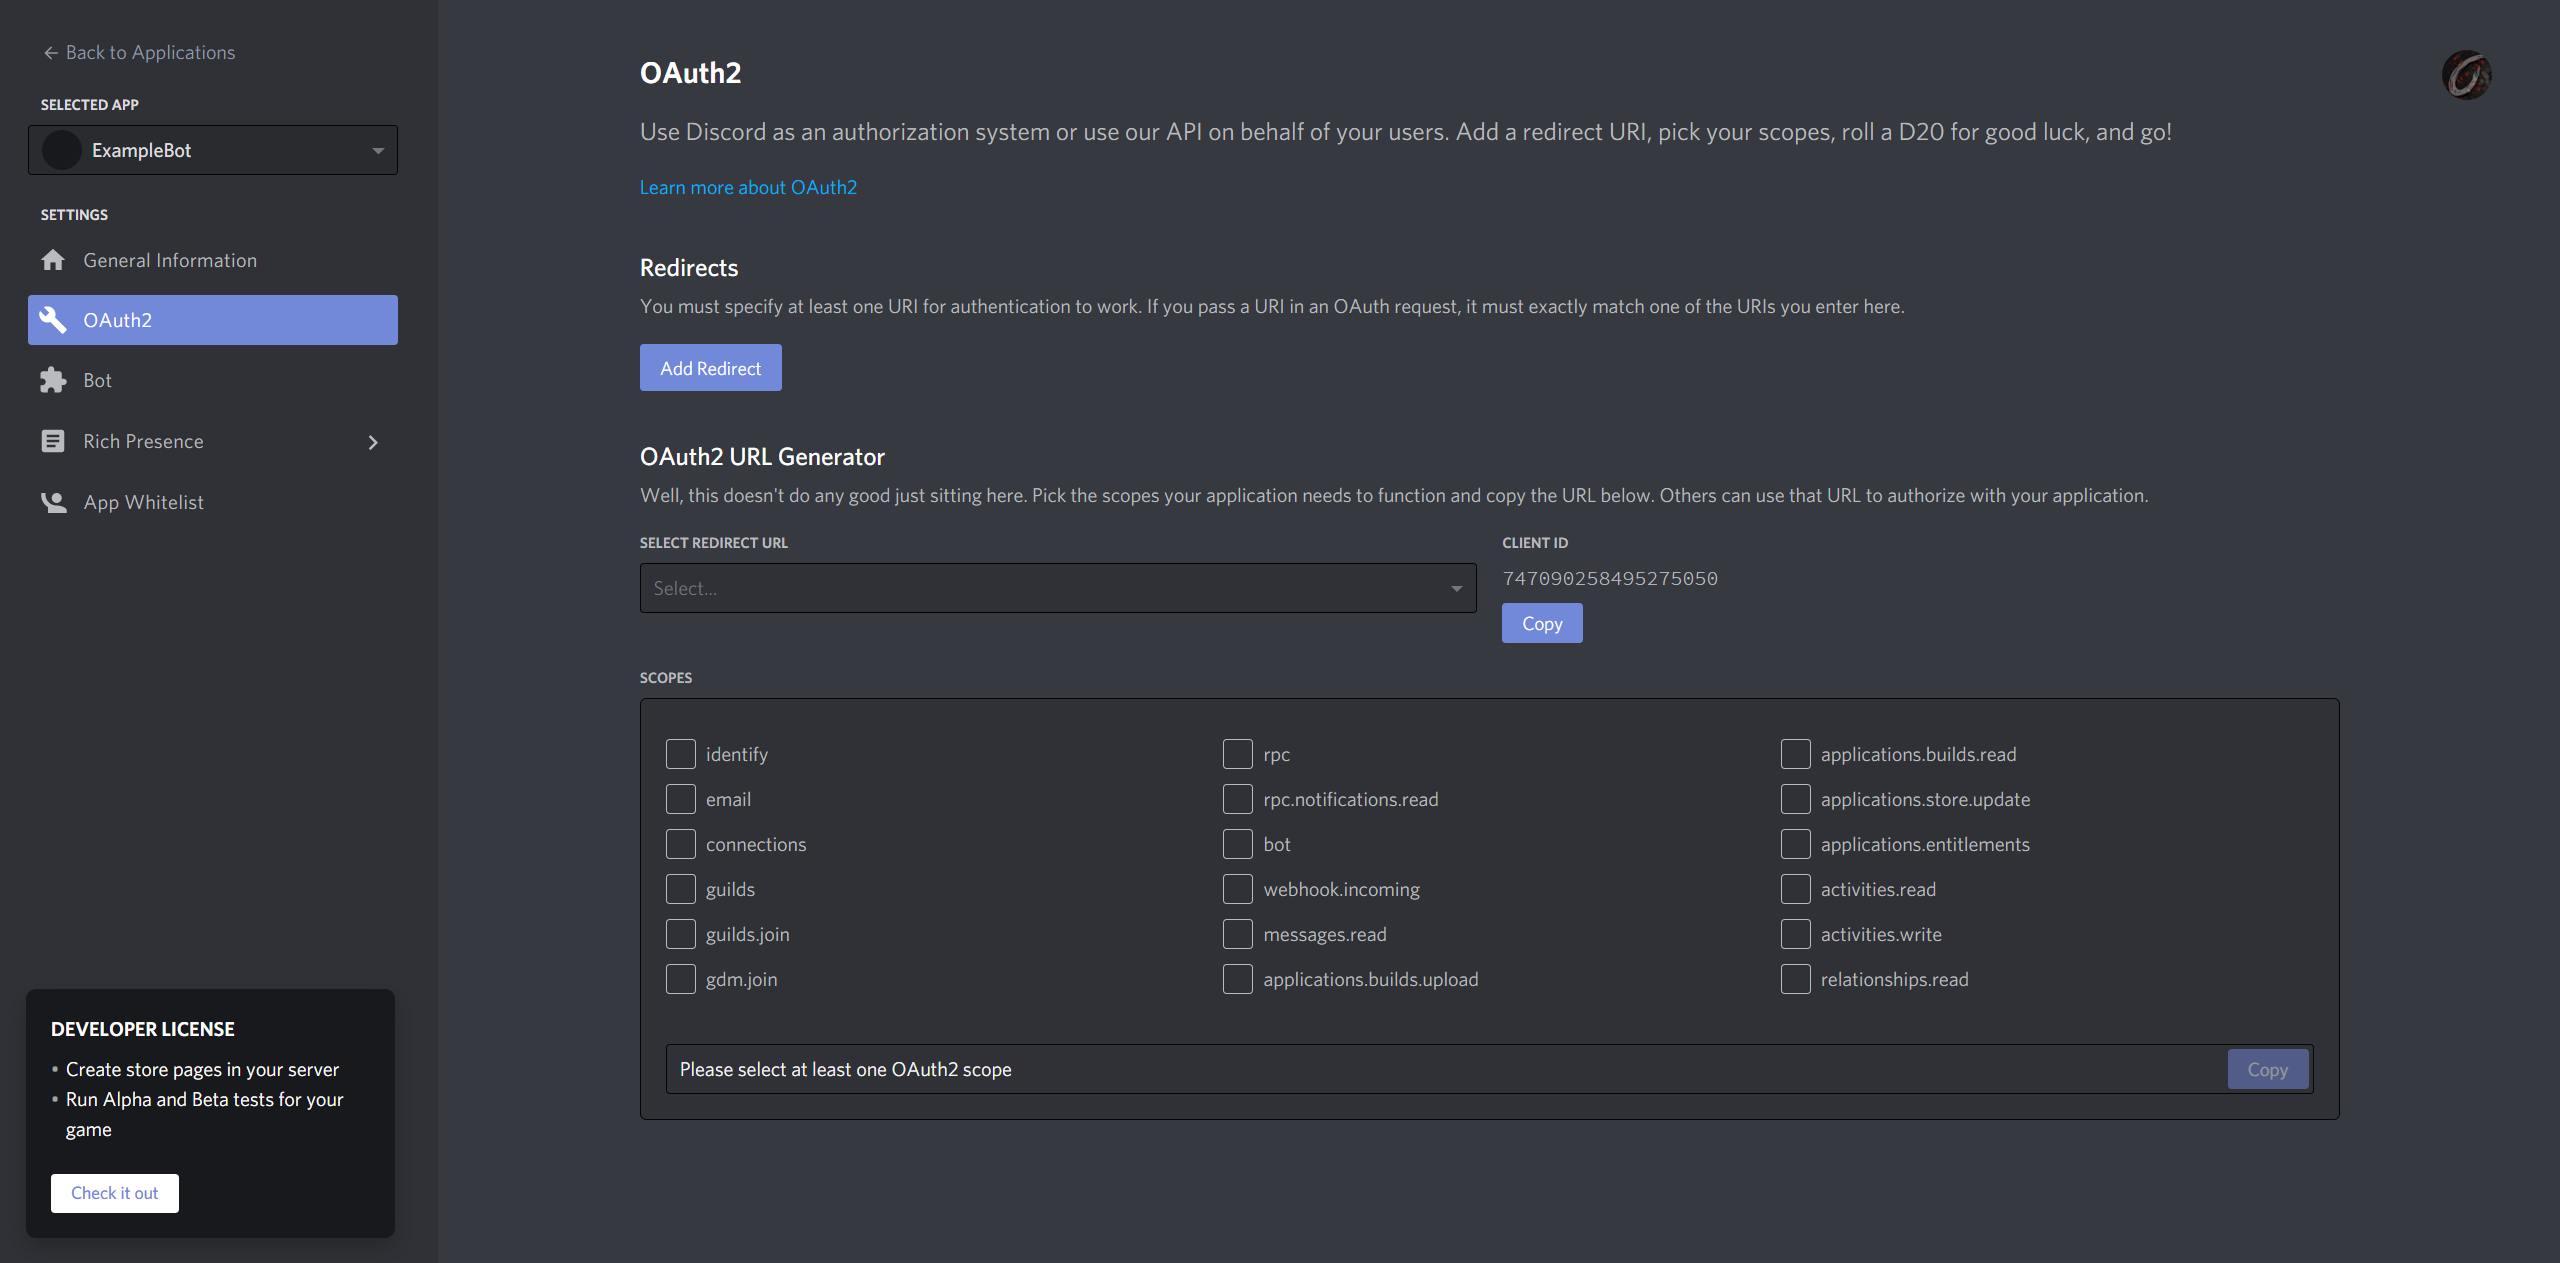 Back to Applications
SELECTED APP
ExampleBot
SETTINGS
General Information
OAuth2
Bot
Rich Presence
App Whitelist
DEVELOPER LICENSE
• Create store pages in your server
• Run Alpha and Beta tests for your
game
Check it out
OAuth2
Use Discord as an authorization system or use our API on behalf of your users. Add a redirect URI, pick your scopes, roll a D20 for good luck, and go!
Learn more about OAuth2
Redirects
You must specify at least one URI for authentication to work. If you pass a URI in an OAuth request, it must exactly match one of the URIs you enter here.
Add Redirect
OAuth2 URL Generator
Well, this doesn't do any good just sitting here. Pick the scopes your application needs to function and copy the URL below. Others can use that URL to authorize with your application.
SELECT REDIRECT URL
Select...
CLIENT ID
747090258495275050
Copy
SCOPES
identify
email
connections
guilds
guilds.join
gdm.join
rpc
rpc.notifications.read
bot
webhook.incoming
messages.read
applications.builds.upload
applications.builds.read
applications.store.update
applications.entitlements
activities.read
activities.write
relationships.read
Please select at least one OAuth2 scope
Copy